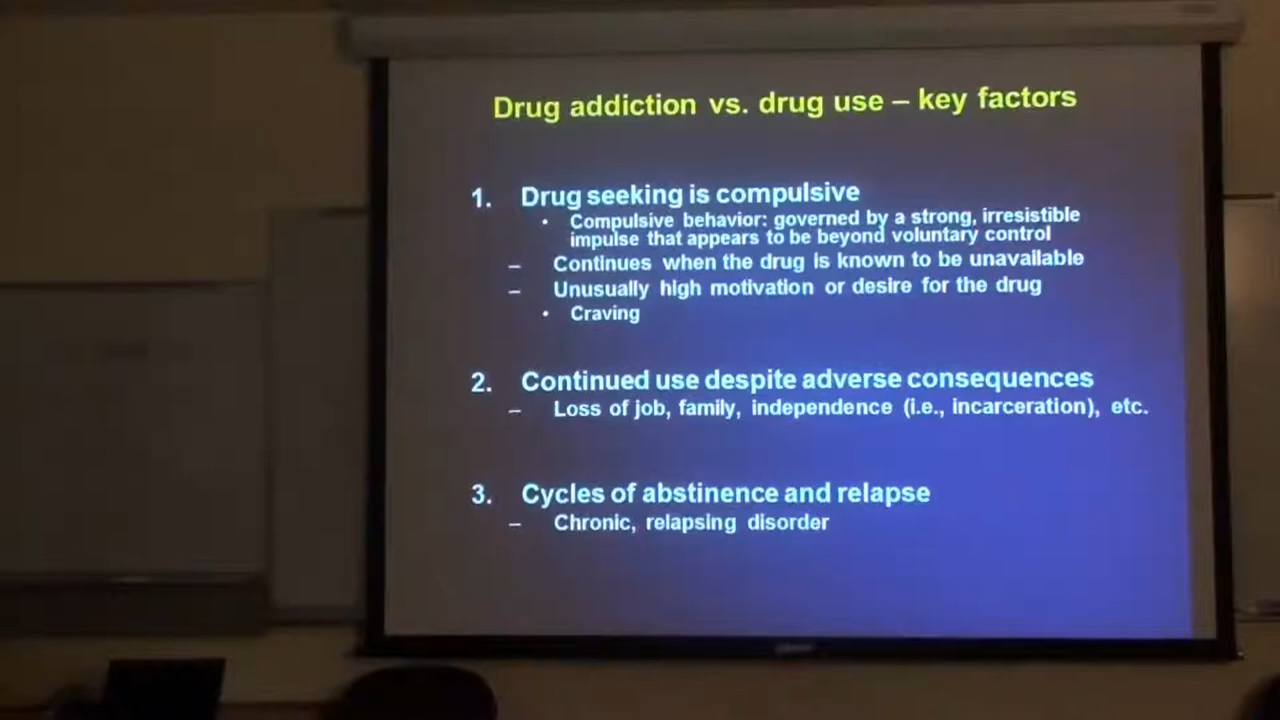 Drug addiction vs. drug use – key factors
1. Drug seeking is compulsive
• Compulsive behavior: governed by a strong, irresistible
impulse that appears to be beyond voluntary control
– Continues when the drug is known to be unavailable
– Unusually high motivation or desire for the drug
• Craving
2. Continued use despite adverse consequences
– Loss of job, family, independence (i.e., incarceration), etc.
3. Cycles of abstinence and relapse
– Chronic, relapsing disorder